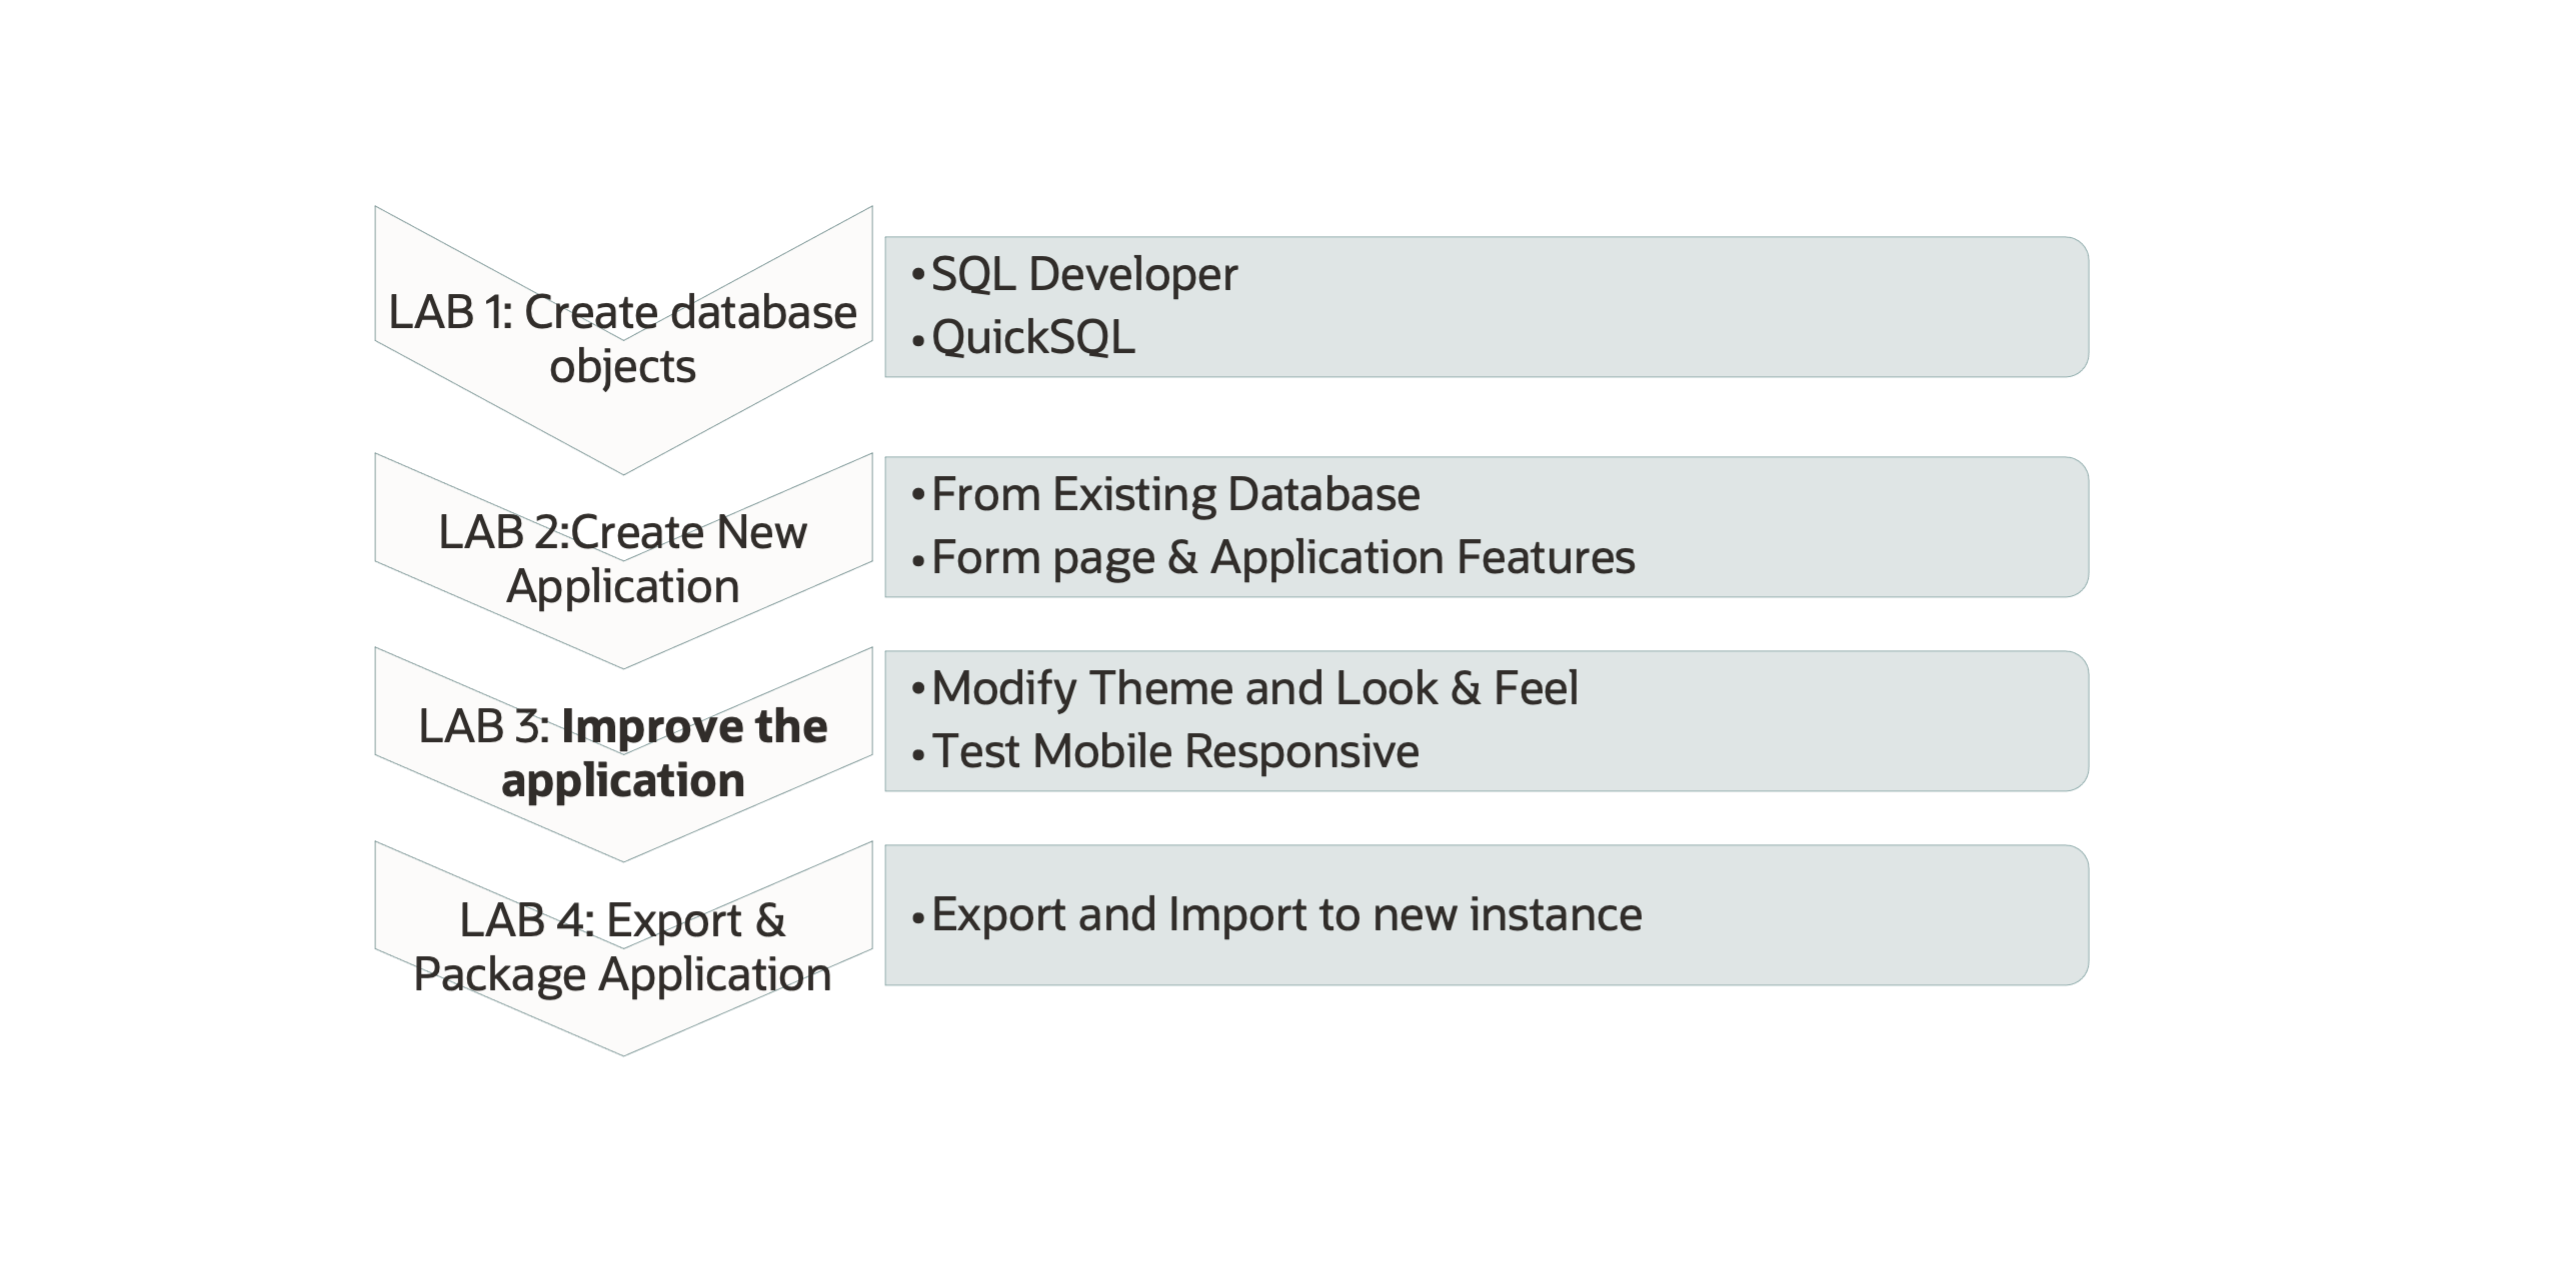 LAB 1: Create database
objects
•SQL Developer
•QuickSQL
LAB 2:Create New
Application
•From Existing Database
•Form page & Application Features
LAB 3: Improve the
application
•Modify Theme and Look & Feel
•Test Mobile Responsive
LAB 4: Export &
Package Application
•Export and Import to new instance